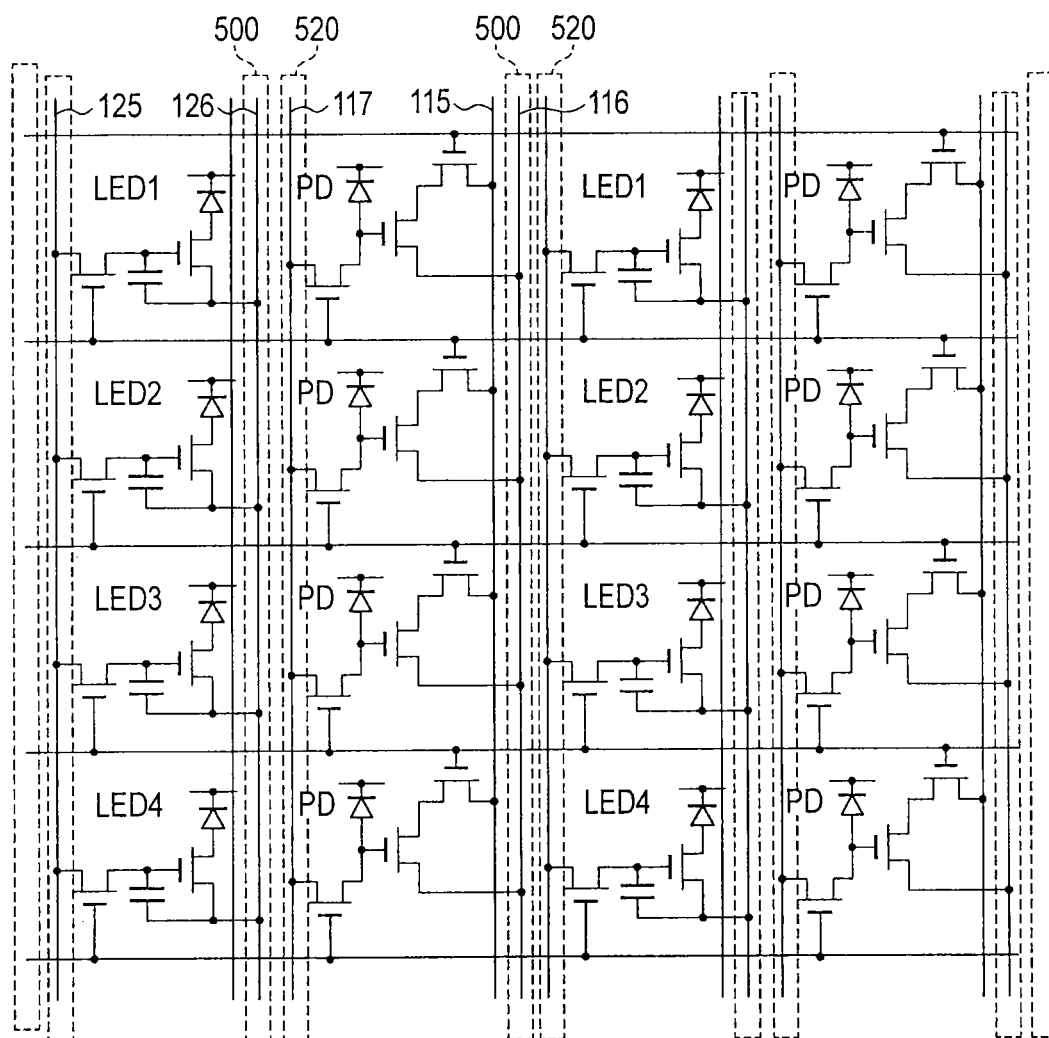 500 520 500 520
125 126 117 115 116
LED1 PD LED1 PD
LED2 PD LED2 PD
LED3 PD LED3 PD
LED4 PD LED4 PD